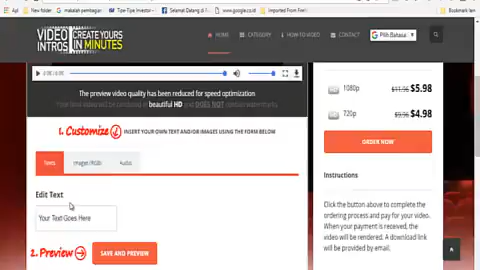 Apl
New folder
makalah pembagian
Tips-Tips Investor -
Selamat Datang di F
www.google.co.id
Imported From Firef
Bookmark lain
VIDEO INTROS
CREATE YOURS IN MINUTES
HOME
CATEGORY
HOW-TO VIDEO
CONTACT
G Pilih Bahasa
The preview video quality has been reduced for speed optimization
beautiful HD and DOES NOT
1. Customize
INSERT YOUR OWN TEXT AND/OR IMAGES USING THE FORM BELOW
Texts
Images (RGB)
Audio
Edit Text
Your Text Goes Here
2. Preview
SAVE AND PREVIEW
HD 1080p $11.96 $5.98
HD 720p $9.96 $4.98
ORDER NOW
Instructions
Click the button above to complete the
ordering process and pay for your video.
When your payment is received, the
video will be rendered. A download link
will be provided by email.